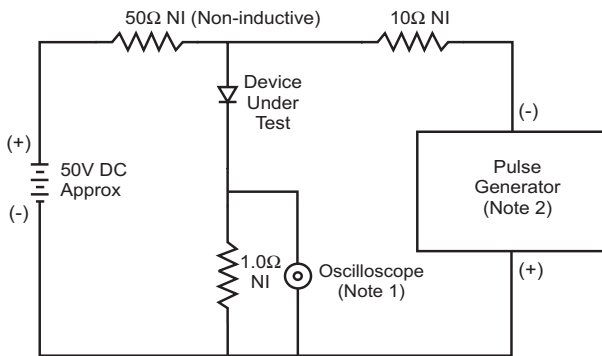 50Ω NI (Non-inductive)
10Ω NI
Device
Under
Test
(-)
(+)
50V DC
Approx
(-)
Pulse
Generator
(Note 2)
1.0Ω
NI
Oscilloscope
(Note 1)
(+)